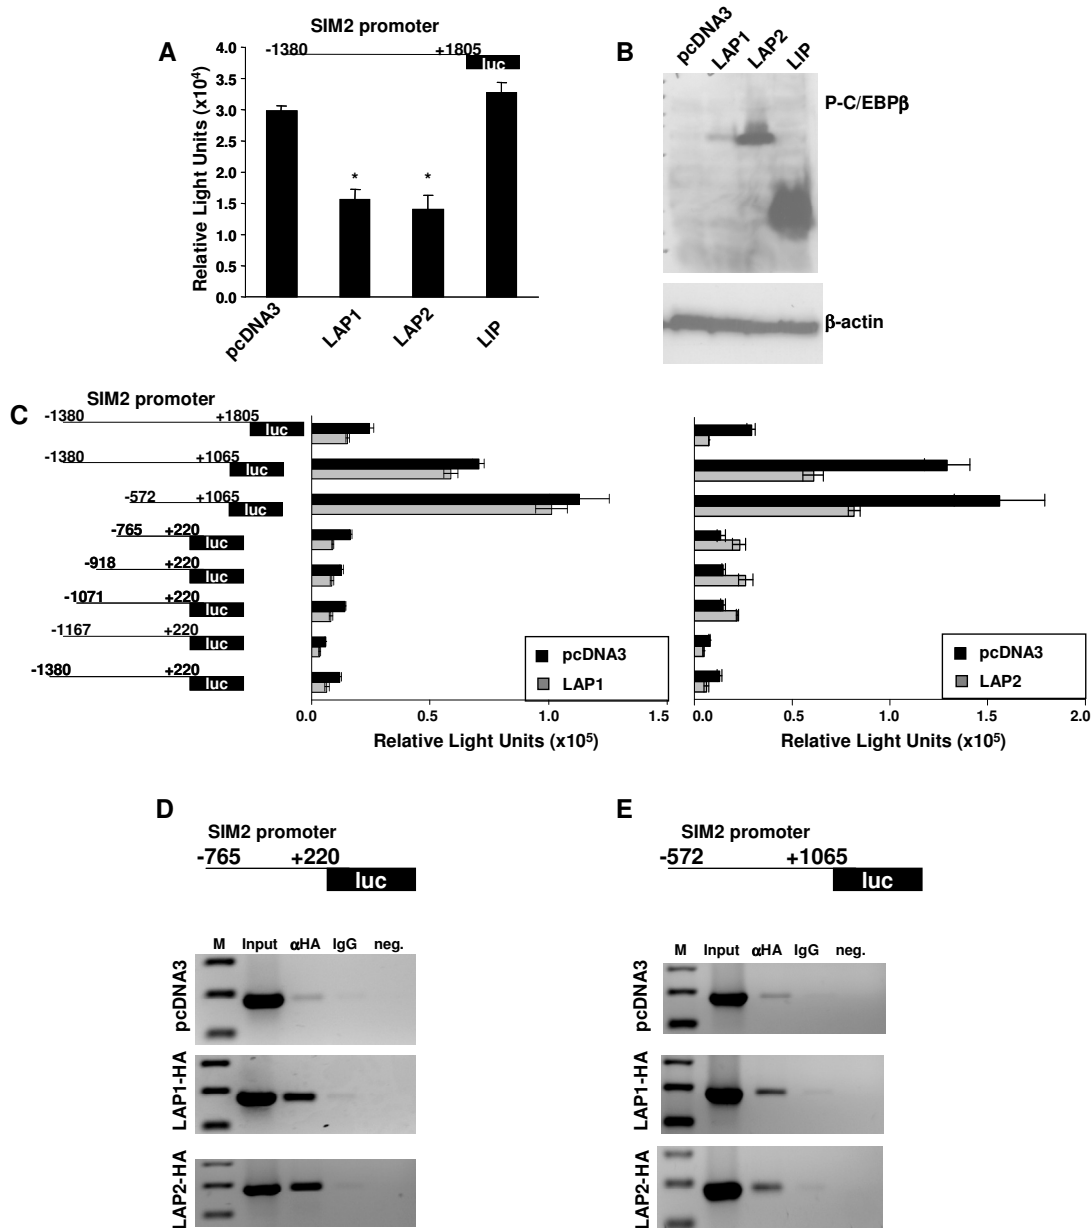 A
SIM2 promoter
-1380 +1805
luc
Relative Light Units (x10⁴)
4.0
3.5
3.0
2.5
2.0
1.5
1.0
0.5
0.0
* *
pcDNA3 LAP1 LAP2 LIP
B
pcDNA3 LAP1 LAP2 LIP
P-C/EBPβ
β-actin
C
SIM2 promoter
-1380 +1805
luc
-1380 +1065
luc
-572 +1065
luc
-765 +220
luc
-918 +220
luc
-1071 +220
luc
-1167 +220
luc
-1380 +220
luc
pcDNA3
LAP1
0.0 0.5 1.0 1.5
Relative Light Units (x10⁵)
pcDNA3
LAP2
0.0 0.5 1.0 1.5 2.0
Relative Light Units (x10⁵)
D
SIM2 promoter
-765 +220
luc
M Input αHA IgG neg.
pcDNA3
LAP1-HA
LAP2-HA
E
SIM2 promoter
-572 +1065
luc
M Input αHA IgG neg.
pcDNA3
LAP1-HA
LAP2-HA